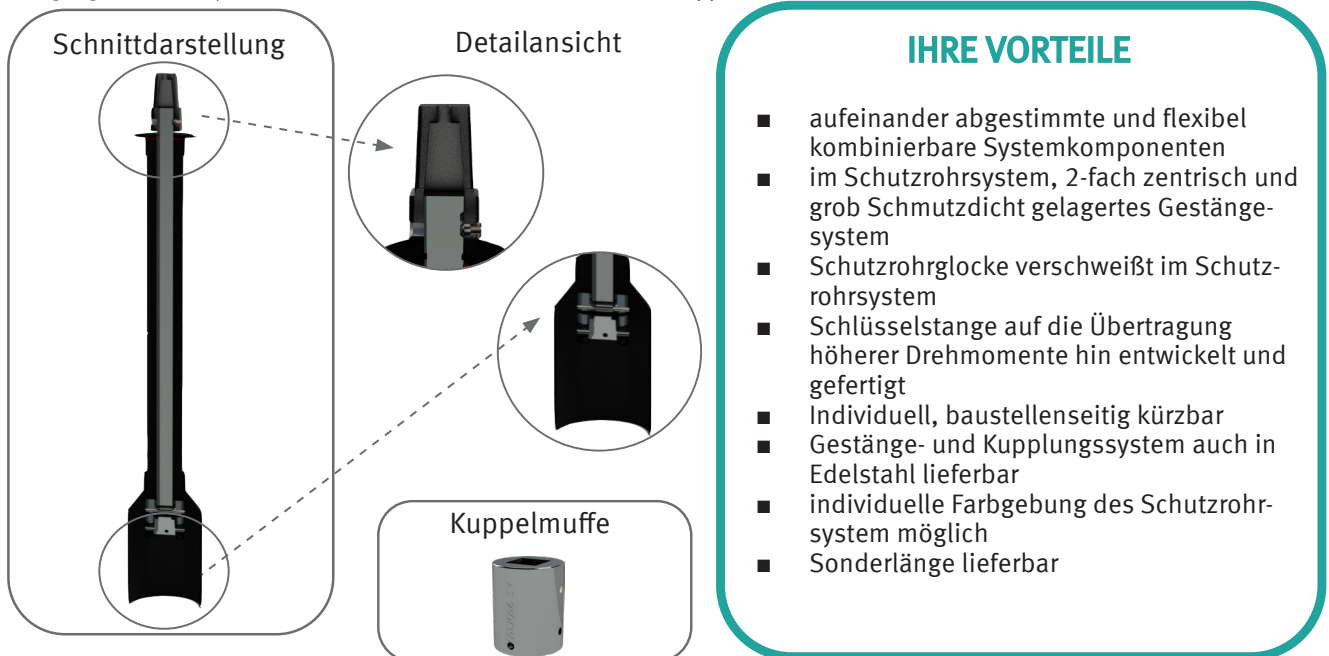 Schnittdarstellung
Detailansicht
Kuppelmuffe
IHRE VORTEILE
■ aufeinander abgestimmte und flexibel
kombinierbare Systemkomponenten
■ im Schutzrohrsystem, 2-fach zentrisch und
grob Schmutzdicht gelagertes Gestänge-
system
■ Schutzrohrglocke verschweißt im Schutz-
rohrsystem
■ Schlüsselstange auf die Übertragung
höherer Drehmomente hin entwickelt und
gefertigt
■ Individuell, baustellenseitig kürzbar
■ Gestänge- und Kupplungssystem auch in
Edelstahl lieferbar
■ individuelle Farbgebung des Schutzrohr-
system möglich
■ Sonderlänge lieferbar